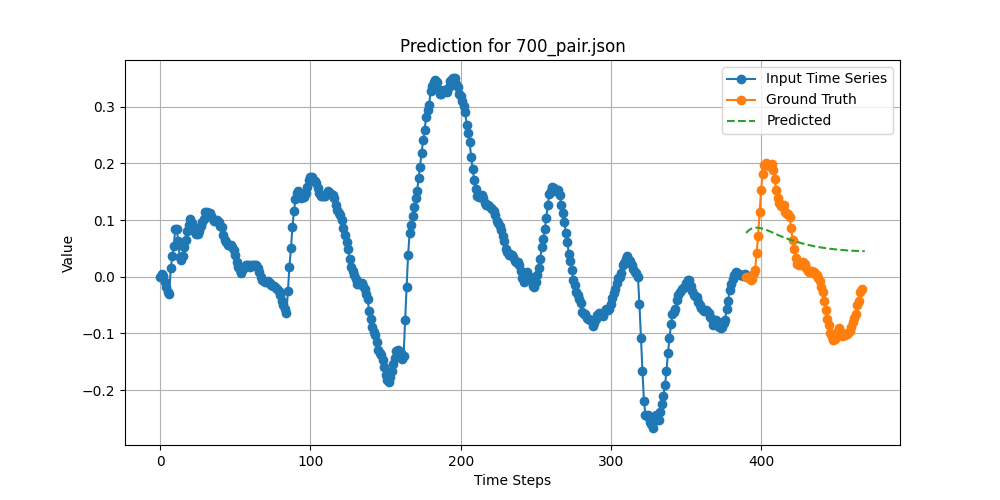 Prediction for 700_pair.json
Input Time Series
Ground Truth
Predicted
0.3
0.2
0.1
0.0
−0.1
−0.2
Value
0
100
200
300
400
Time Steps